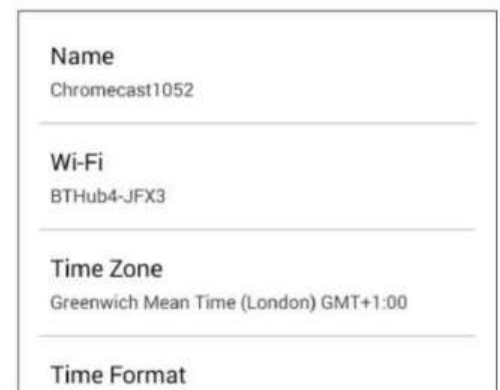 Name
Chromecast1052
Wi-Fi
BTHub4-JFX3
Time Zone
Greenwich Mean Time (London) GMT+1:00
Time Format